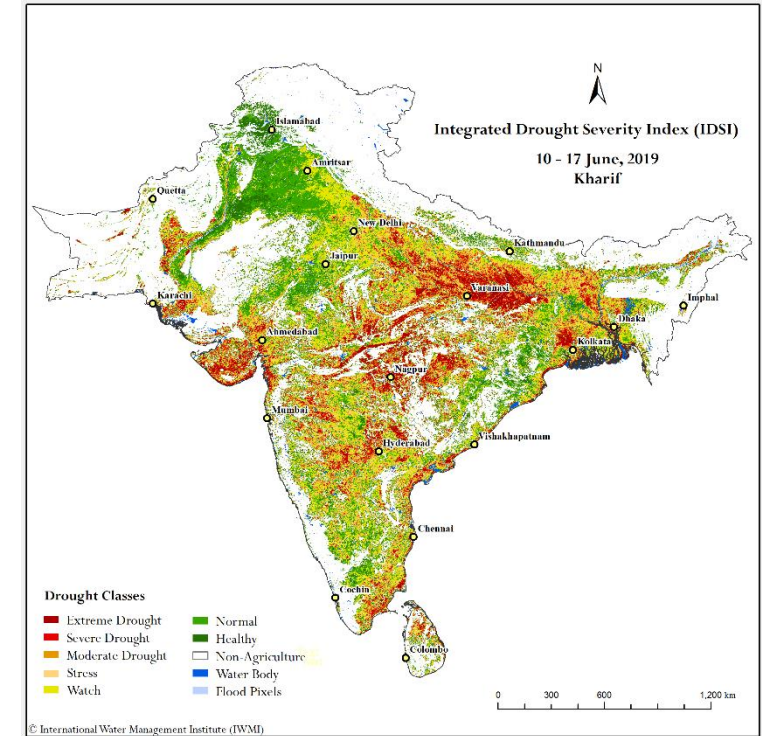 N
Integrated Drought Severity Index (IDSI)
10 - 17 June, 2019
Kharif
Islamabad
Amritsar
Quetta
New Delhi
Kathmandu
Jaipur
Varanasi
Karachi
Imphal
Dhaka
Ahmedabad
Kolkata
Nagpur
Mumbai
Hyderabad
Vishakhapatnam
Chennai
Cochin
Colombo
Drought Classes
Extreme Drought
Severe Drought
Moderate Drought
Stress
Watch
Normal
Healthy
Non-Agriculture
Water Body
Flood Pixels
0 300 600 1,200 km
© International Water Management Institute (IWMI)